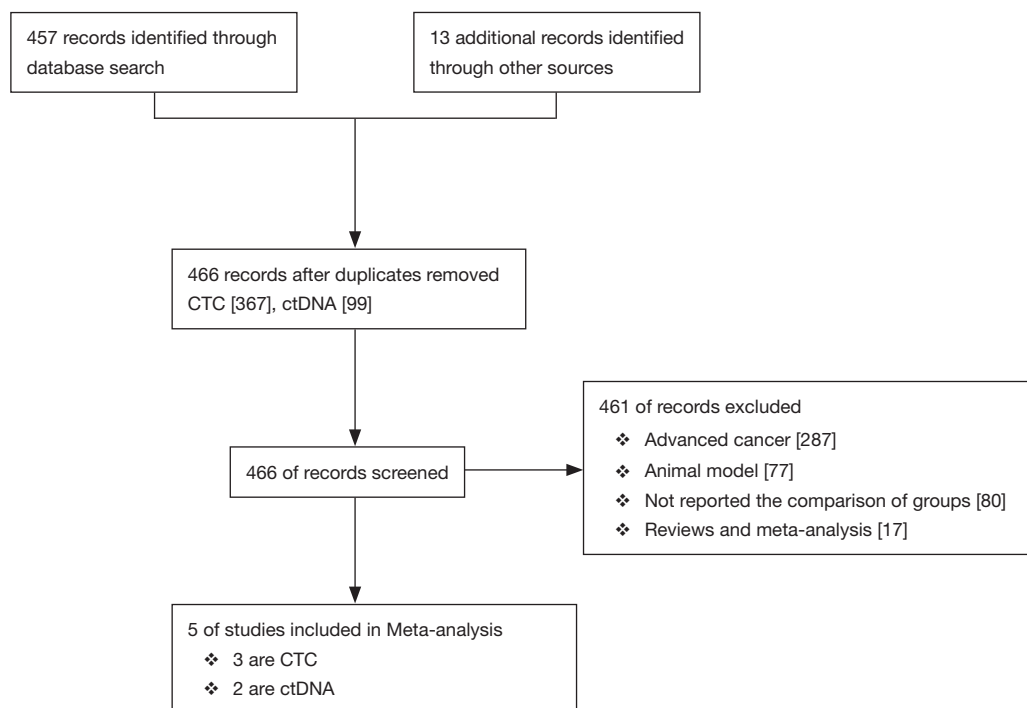 457 records identified through
database search
13 additional records identified
through other sources
466 records after duplicates removed
CTC [367], ctDNA [99]
466 of records screened
461 of records excluded
❖ Advanced cancer [287]
❖ Animal model [77]
❖ Not reported the comparison of groups [80]
❖ Reviews and meta-analysis [17]
5 of studies included in Meta-analysis
❖ 3 are CTC
❖ 2 are ctDNA